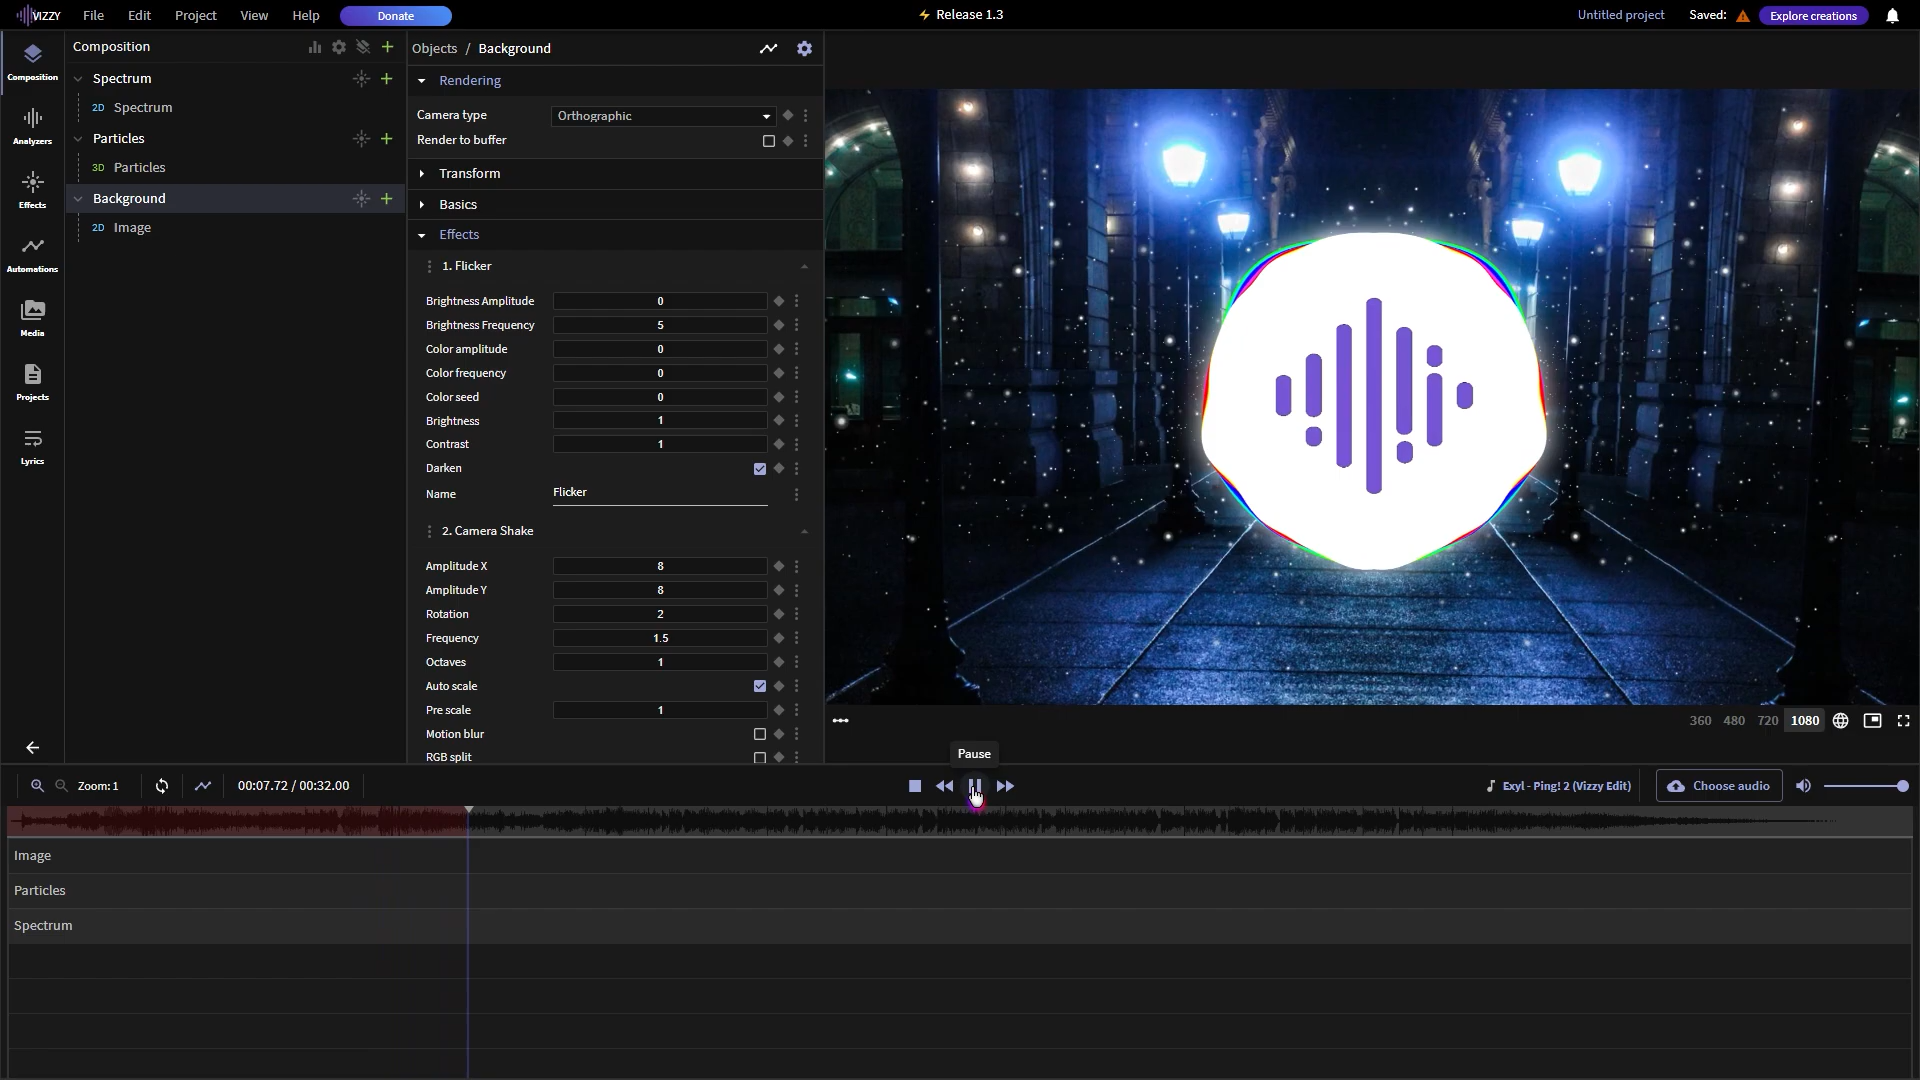 VIZZY
File
Edit
Project
View
Help
Donate
⚡ Release 1.3
Untitled project
Saved:
Explore creations
Composition
Analyzers
Effects
Automations
Media
Projects
Lyrics
Composition
Spectrum
2D Spectrum
Particles
3D Particles
Background
2D Image
Objects / Background
Rendering
Camera type
Orthographic
Render to buffer
Transform
Basics
Effects
1. Flicker
Brightness Amplitude 0
Brightness Frequency 5
Color amplitude 0
Color frequency 0
Color seed 0
Brightness 1
Contrast 1
Darken
Name Flicker
2. Camera Shake
Amplitude X 8
Amplitude Y 8
Rotation 2
Frequency 1.5
Octaves 1
Auto scale
Pre scale 1
Motion blur
RGB split
360 480 720 1080
Pause
Zoom: 1
00:07.72 / 00:32.00
Exyl - Ping! 2 (Vizzy Edit)
Choose audio
Image
Particles
Spectrum